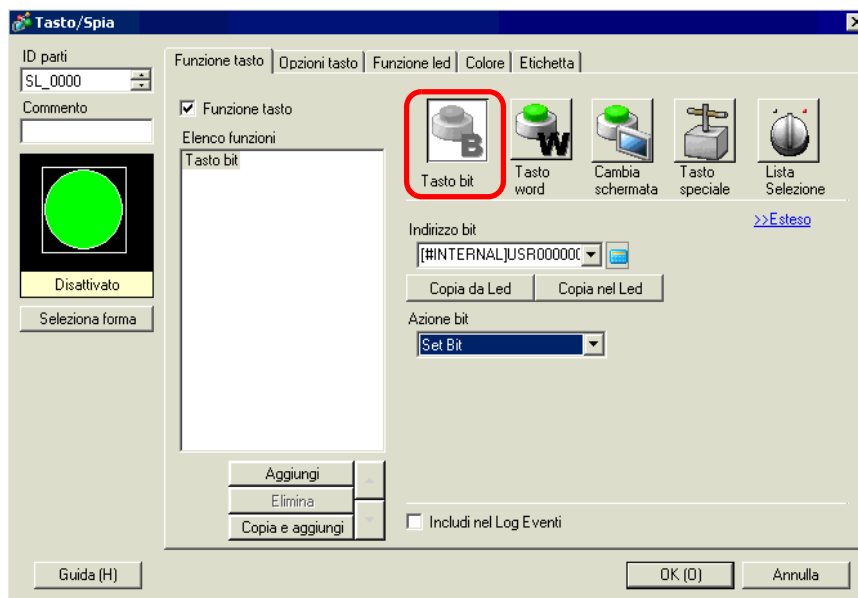 Tasto/Spia
ID parti
SL_0000
Commento
Disattivato
Seleziona forma
Funzione tasto
Opzioni tasto
Funzione led
Colore
Etichetta
Funzione tasto
Elenco funzioni
Tasto bit
Aggiungi
Elimina
Copia e aggiungi
B
Tasto bit
W
Tasto
word
Cambia
schermata
Tasto
speciale
Lista
Selezione
>>Esteso
Indirizzo bit
[#INTERNAL]USR000000
Copia da Led
Copia nel Led
Azione bit
Set Bit
Includi nel Log Eventi
Guida (H)
OK (O)
Annulla